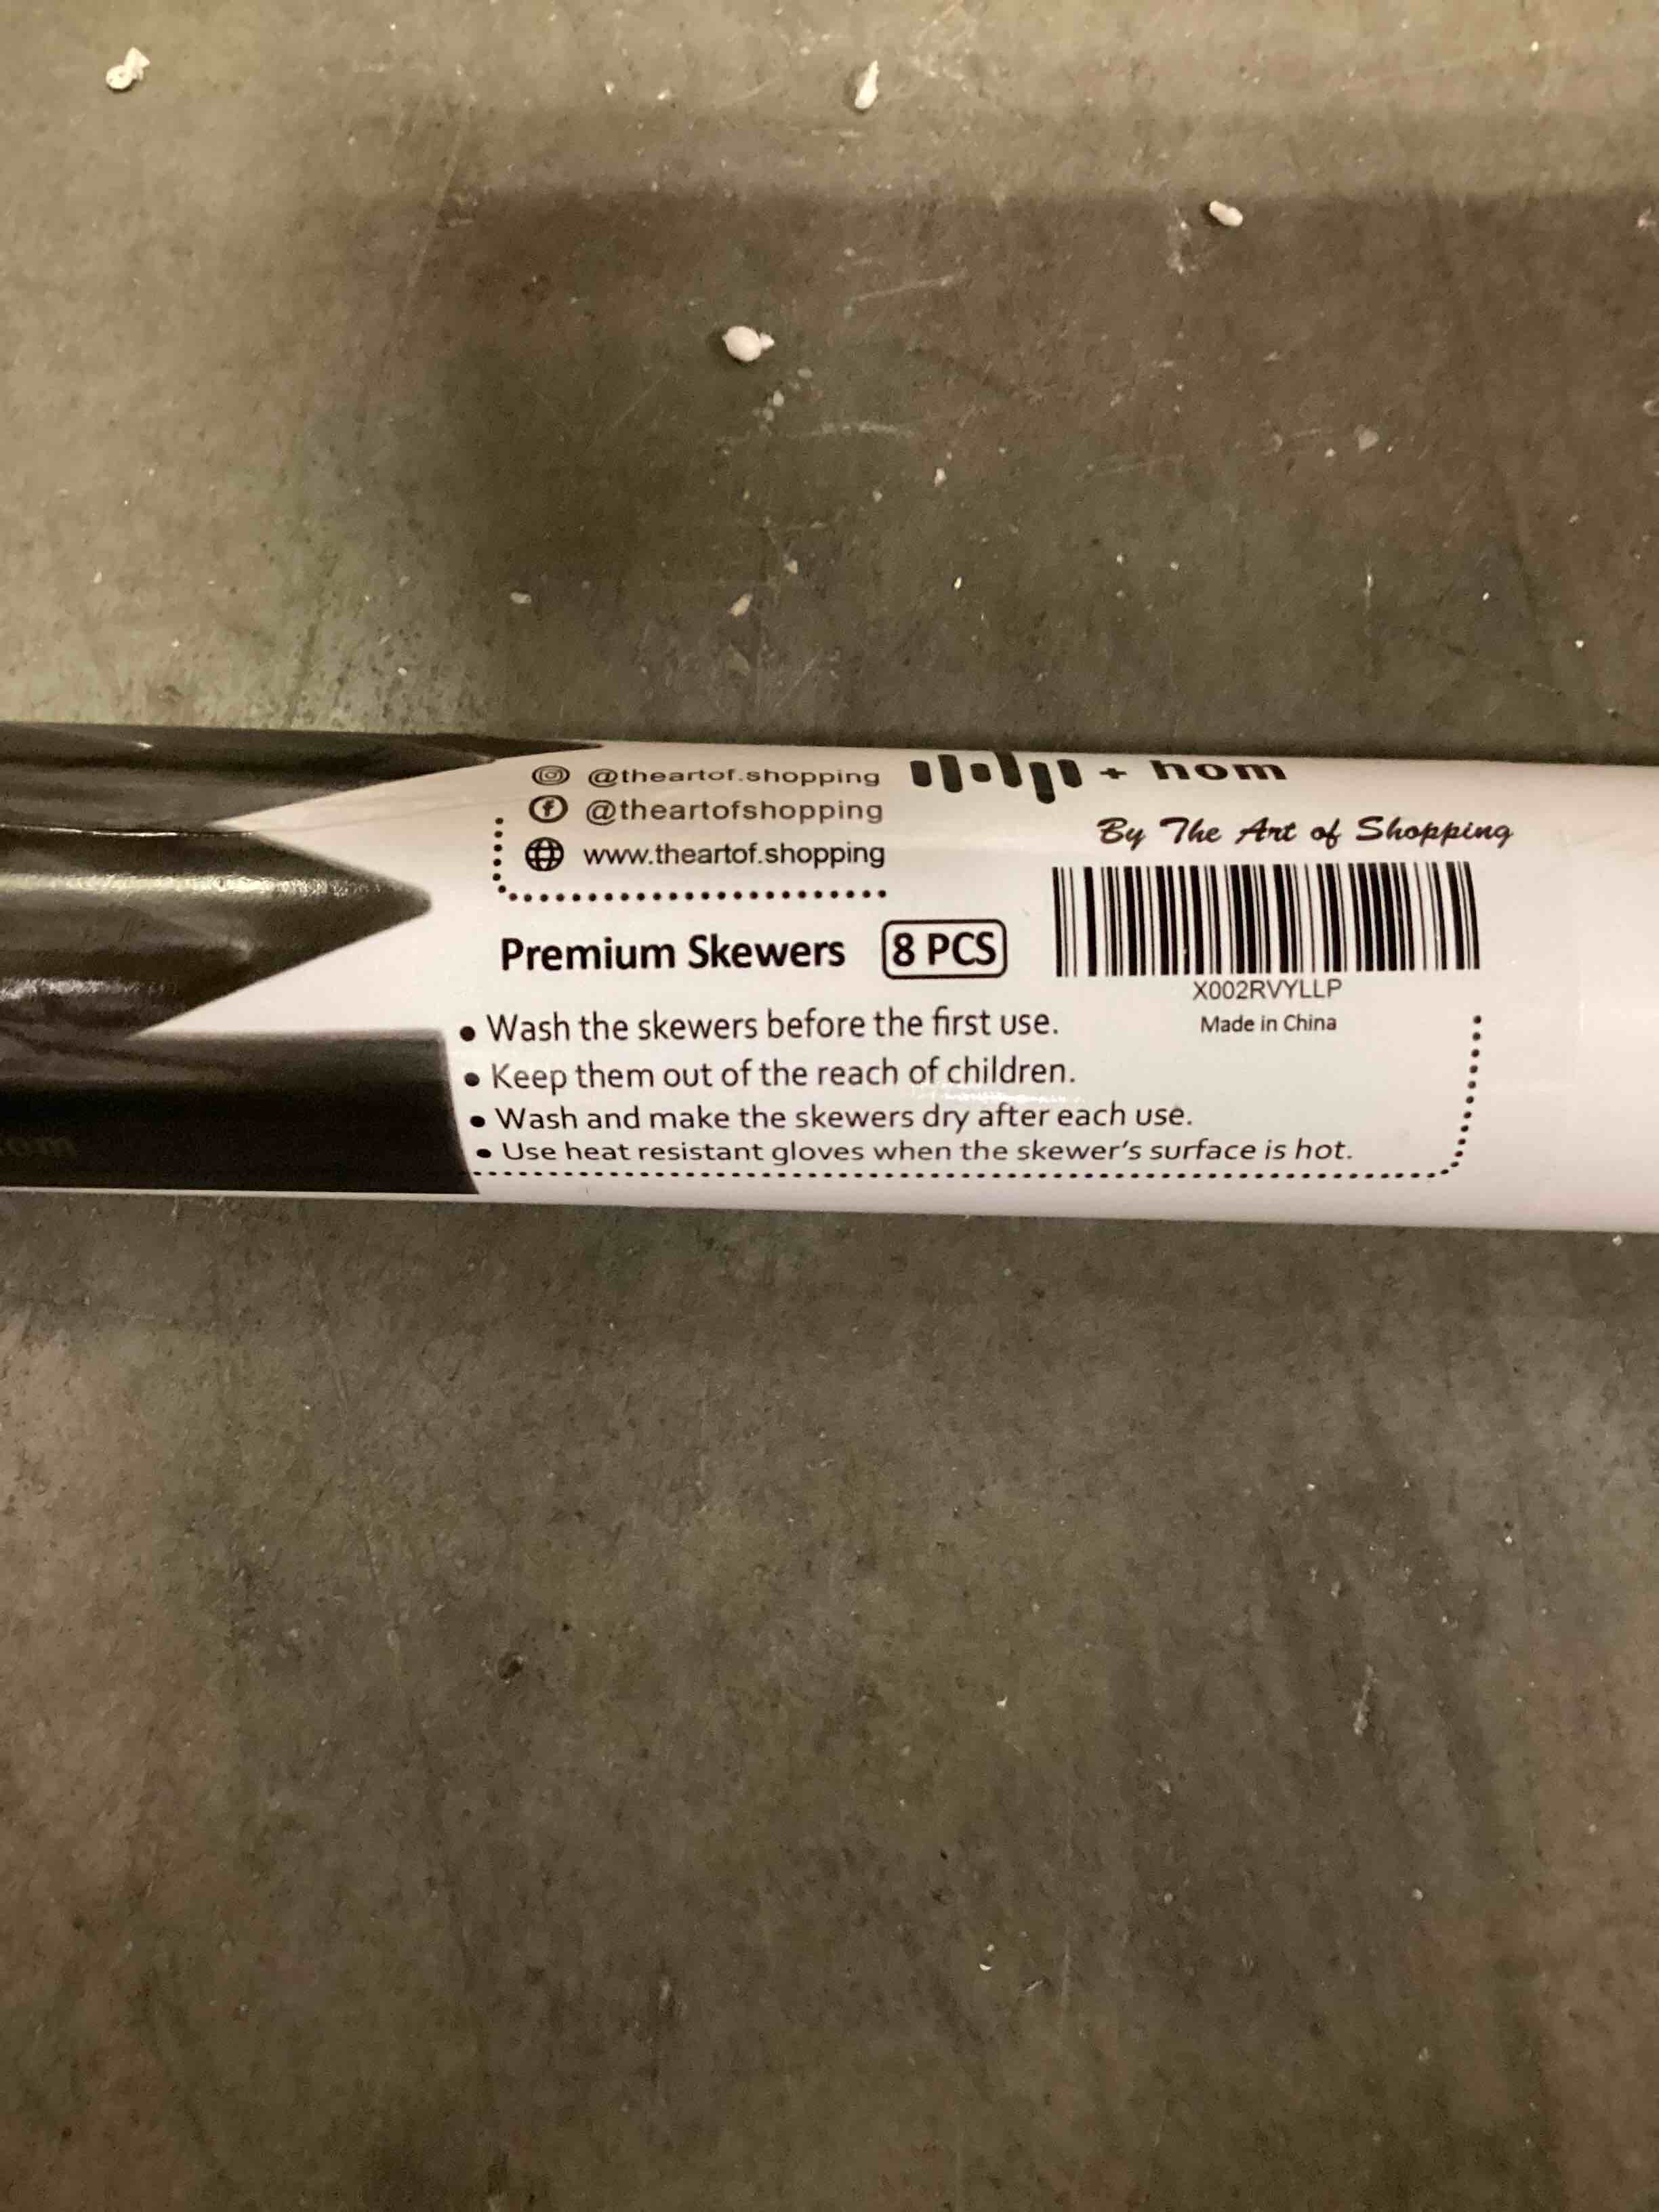 @theartof.shopping
@theartofshopping
www.theartof.shopping
+ hom
By The Art of Shopping
X002RVYLLP
Made in China
Premium Skewers 8 PCS
• Wash the skewers before the first use.
• Keep them out of the reach of children.
• Wash and make the skewers dry after each use.
• Use heat resistant gloves when the skewer's surface is hot.
om